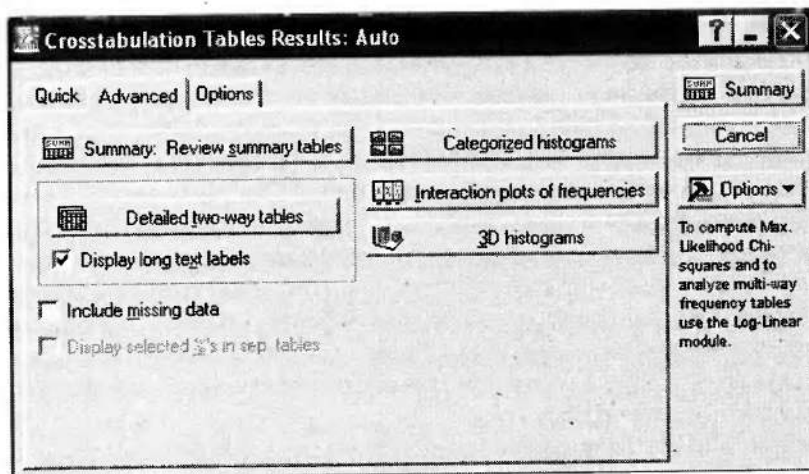 Crosstabulation Tables Results: Auto
Quick Advanced Options
Summary: Review summary tables
Detailed two-way tables
Display long text labels
Include missing data
Display selected %'s in sep. tables
Categorized histograms
Interaction plots of frequencies
3D histograms
Summary
Cancel
Options
To compute Max.
Likelihood Chi-
squares and to
analyze multi-way
frequency tables
use the Log-Linear
module.